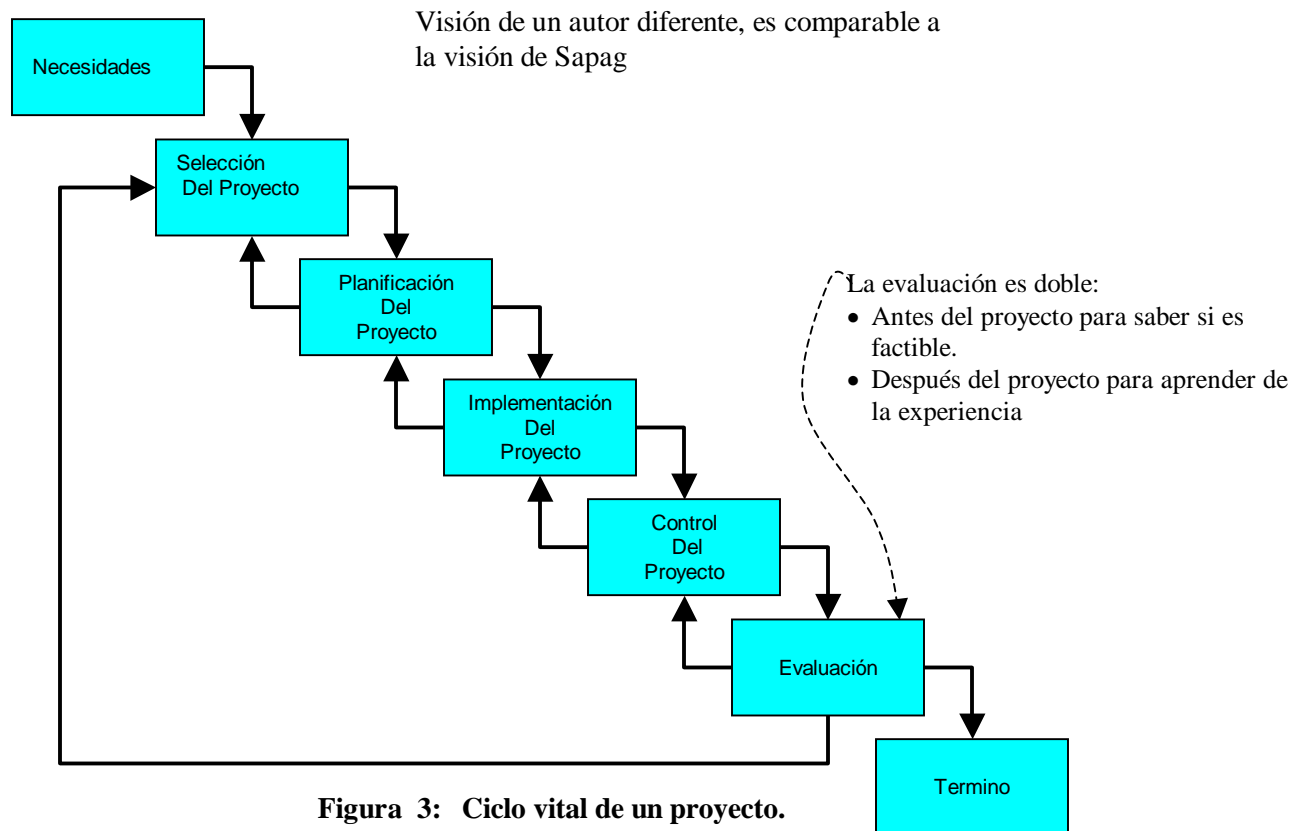 Visión de un autor diferente, es comparable a
la visión de Sapag
Necesidades
Selección
Del Proyecto
Planificación
Del
Proyecto
La evaluación es doble:
• Antes del proyecto para saber si es
factible.
• Después del proyecto para aprender de
la experiencia
Implementación
Del
Proyecto
Control
Del
Proyecto
Evaluación
Termino
Figura 3: Ciclo vital de un proyecto.